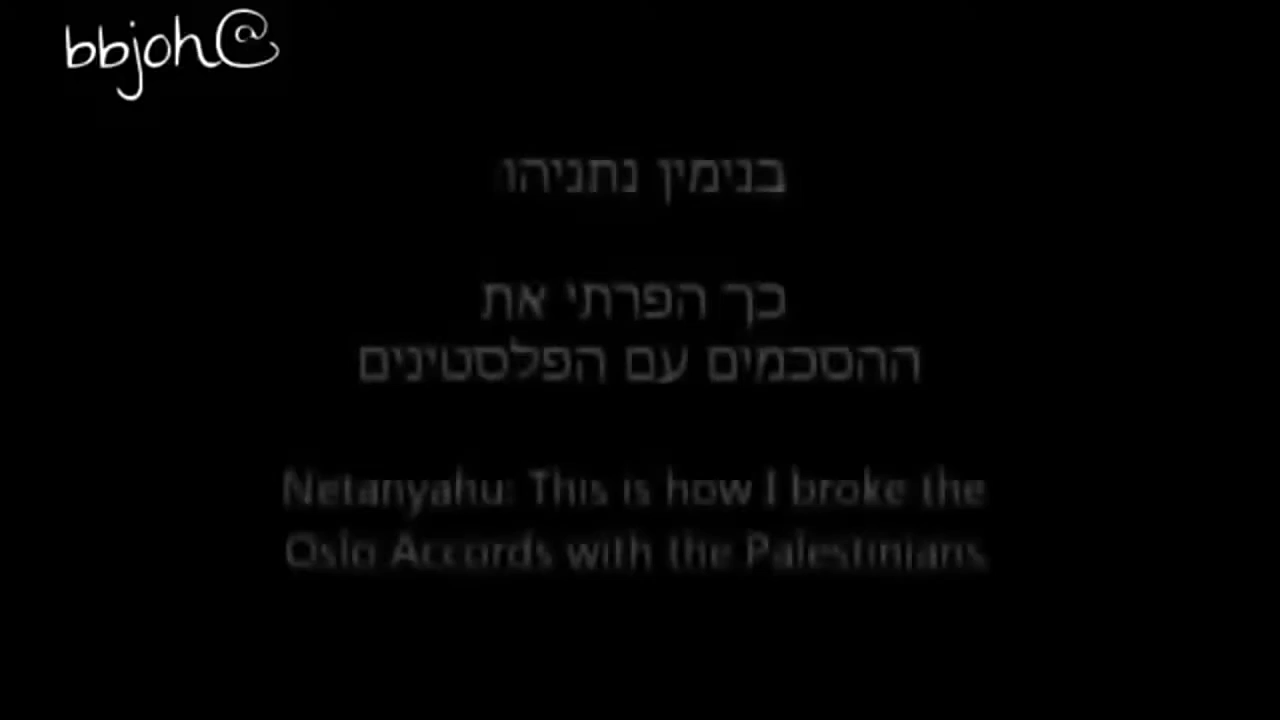 bbjoh@
בנימין נתניהו
כך הפרתי את
ההסכמים עם הפלסטינים
Netanyahu: This is how I broke the
Oslo Accords with the Palestinians